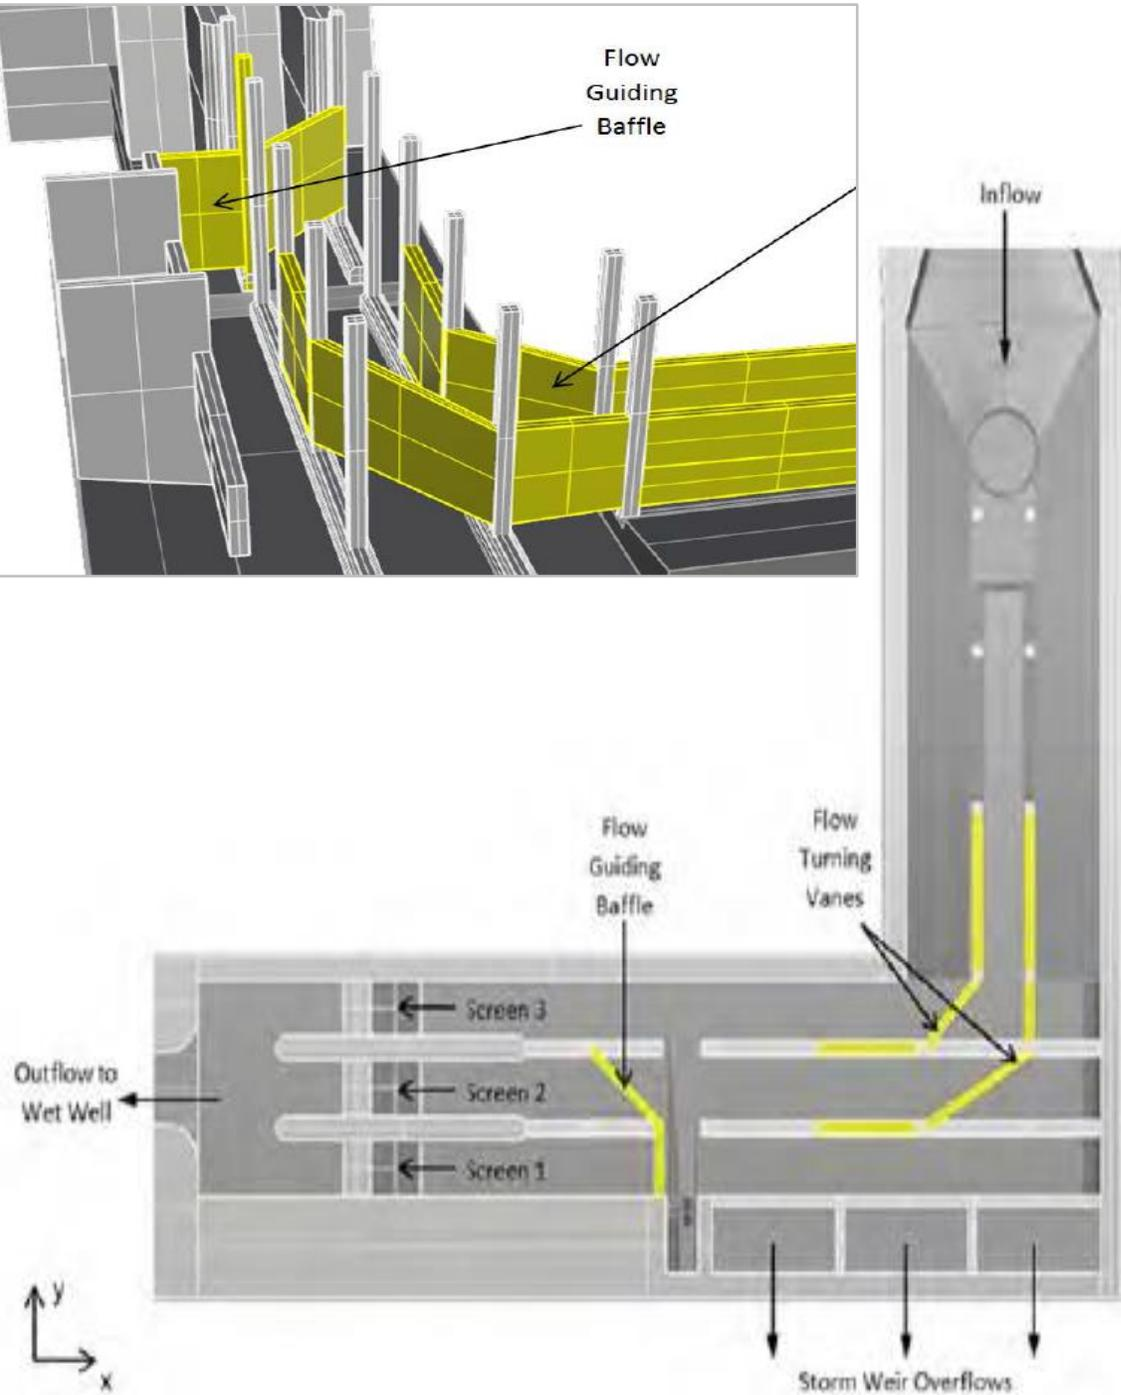 Flow
Guiding
Baffle
Inflow
Flow
Guiding
Baffle
Flow
Turning
Vanes
Screen 3
Outflow to
Wet Well
Screen 2
Screen 1
y
x
Storm Weir Overflows